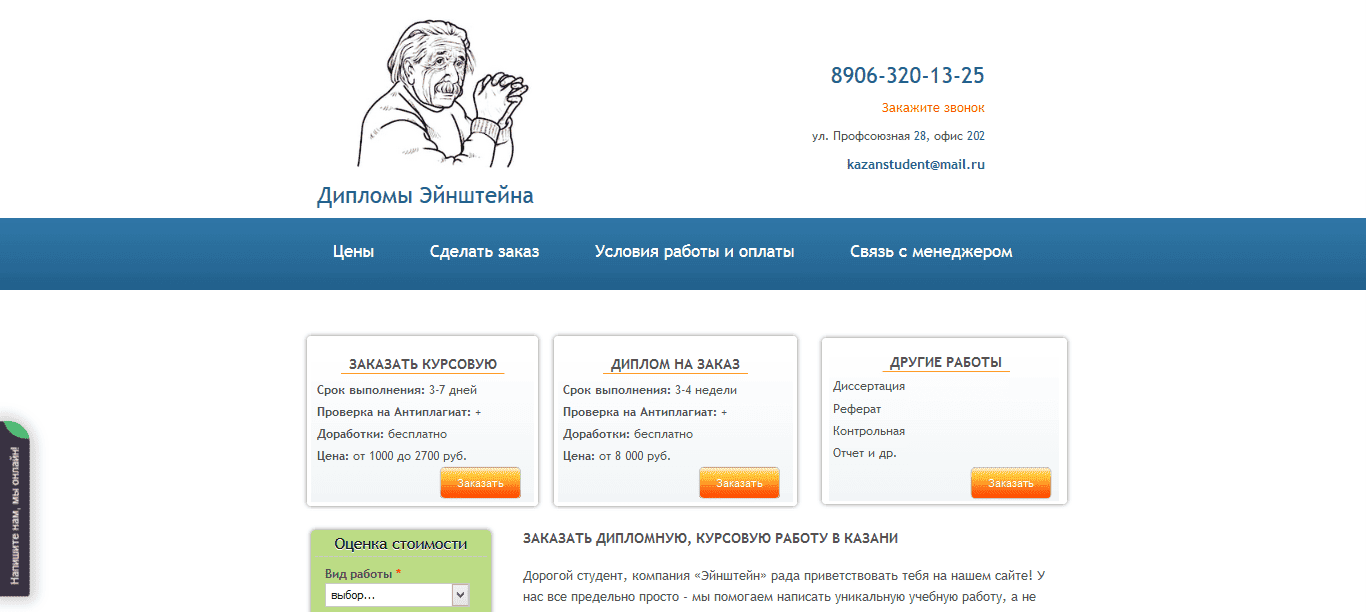 8906-320-13-25
Закажите звонок
ул. Профсоюзная 28, офис 202
kazanstudent@mail.ru
Дипломы Эйнштейна
Цены
Сделать заказ
Условия работы и оплаты
Связь с менеджером
ЗАКАЗАТЬ КУРСОВУЮ
Срок выполнения: 3-7 дней
Проверка на Антиплагиат: +
Доработки: бесплатно
Цена: от 1000 до 2700 руб.
Заказать
ДИПЛОМ НА ЗАКАЗ
Срок выполнения: 3-4 недели
Проверка на Антиплагиат: +
Доработки: бесплатно
Цена: от 8 000 руб.
Заказать
ДРУГИЕ РАБОТЫ
Диссертация
Реферат
Контрольная
Отчет и др.
Заказать
Напишите нам, мы онлайн!
Оценка стоимости
Вид работы *
выбор...
ЗАКАЗАТЬ ДИПЛОМНУЮ, КУРСОВУЮ РАБОТУ В КАЗАНИ
Дорогой студент, компания «Эйнштейн» рада приветствовать тебя на нашем сайте! У
нас все предельно просто - мы помогаем написать уникальную учебную работу, а не